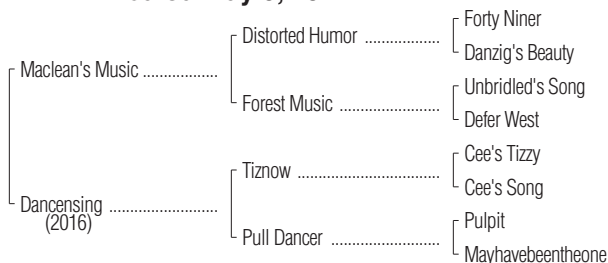 Forty Niner
Distorted Humor ..................
Danzig's Beauty
Maclean's Music ..................
Unbridled's Song
Forest Music ..........................
Defer West
Cee's Tizzy
Tiznow ..................................
Cee's Song
Dancensing ..........................
(2016)
Pulpit
Pull Dancer ..........................
Mayhavebeentheone